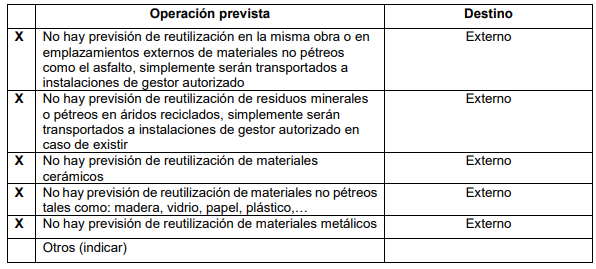 Operación prevista Destino
X No hay previsión de reutilización en la misma obra o en Externo
emplazamientos externos de materiales no pétreos
como el asfalto, simplemente serán transportados a
instalaciones de gestor autorizado
X No hay previsión de reutilización de residuos minerales Externo
o pétreos en áridos reciclados, simplemente serán
transportados a instalaciones de gestor autorizado en
caso de existir
X No hay previsión de reutilización de materiales Externo
cerámicos
X No hay previsión de reutilización de materiales no pétreos Externo
tales como: madera, vidrio, papel, plástico,…
X No hay previsión de reutilización de materiales metálicos Externo
Otros (indicar)